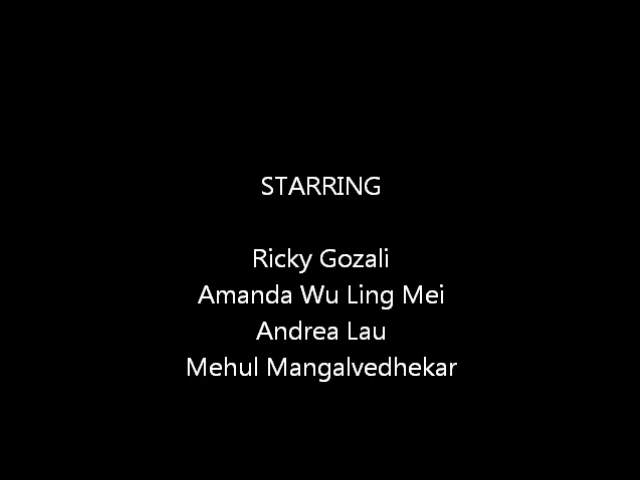 STARRING
Ricky Gozali
Amanda Wu Ling Mei
Andrea Lau
Mehul Mangalvedhekar